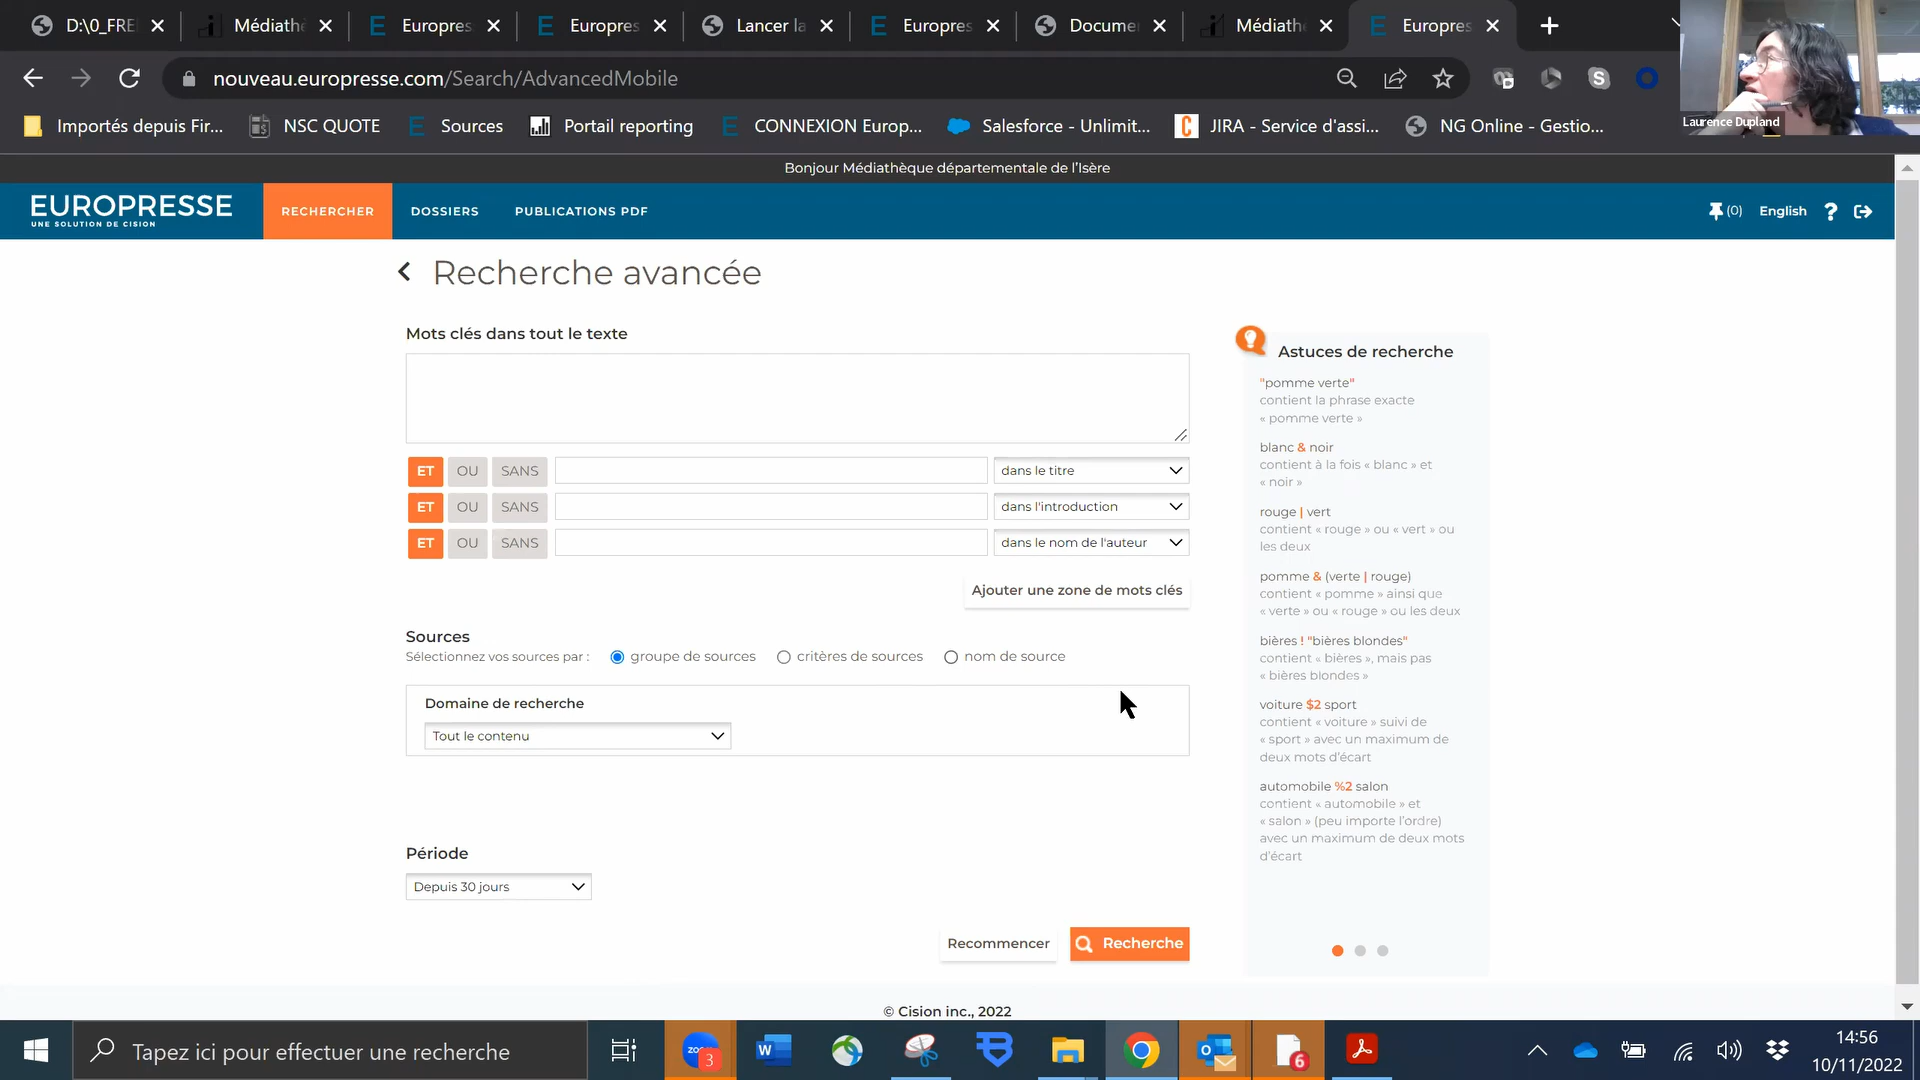 D:\0_FRE
Médiathe
Europres
Europres
Lancer la
Europres
Docume
Médiathe
Europres
nouveau.europresse.com/Search/AdvancedMobile
Importés depuis Fir...
NSC QUOTE
Sources
Portail reporting
CONNEXION Europ...
Salesforce - Unlimit...
JIRA - Service d'assi...
NG Online - Gestio...
Laurence Dupland
Bonjour Médiathèque départementale de l'Isère
EUROPRESSE
UNE SOLUTION DE CISION
RECHERCHER
DOSSIERS
PUBLICATIONS PDF
(0)
English
?
Recherche avancée
Mots clés dans tout le texte
ET OU SANS dans le titre
ET OU SANS dans l'introduction
ET OU SANS dans le nom de l'auteur
Ajouter une zone de mots clés
Sources
Sélectionnez vos sources par : groupe de sources critères de sources nom de source
Domaine de recherche
Tout le contenu
Période
Depuis 30 jours
Recommencer
Recherche
Astuces de recherche
"pomme verte"
contient la phrase exacte
« pomme verte »
blanc & noir
contient à la fois « blanc » et
« noir »
rouge | vert
contient « rouge » ou « vert » ou
les deux
pomme & (verte | rouge)
contient « pomme » ainsi que
« verte » ou « rouge » ou les deux
bières ! "bières blondes"
contient « bières », mais pas
« bières blondes »
voiture $2 sport
contient « voiture » suivi de
« sport » avec un maximum de
deux mots d'écart
automobile %2 salon
contient « automobile » et
« salon » (peu importe l'ordre)
avec un maximum de deux mots
d'écart
© Cision inc., 2022
Tapez ici pour effectuer une recherche
3
6
14:56
10/11/2022